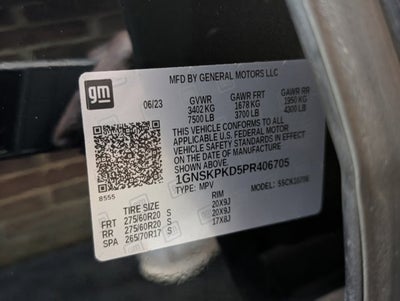 MFD BY GENERAL MOTORS LLC
gm
06/23 GVWR GAWR FRT GAWR RR
3402 KG 1678 KG 1950 KG
7500 LB 3700 LB 4300 LB
THIS VEHICLE CONFORMS TO ALL
APPLICABLE U.S. FEDERAL MOTOR
VEHICLE SAFETY STANDARDS IN
EFFECT ON THE DATE OF MANUFACTURE
SHOWN ABOVE.
1GNSKPKD5PR406705
TYPE: MPV MODEL:
8555
TIRE SIZE RIM
FRT 275/60R20 S 20X9J
RR 275/60R20 S 20X9J
SPA 265/70R17 S 17X8J